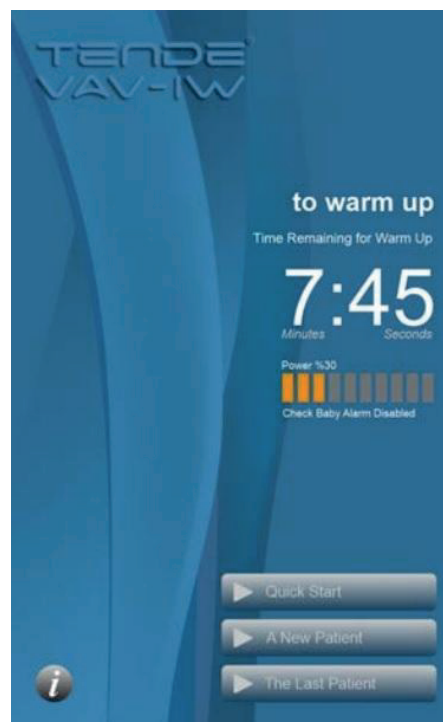 TENDE
VAV-IW
to warm up
Time Remaining for Warm Up
7:45
Minutes Seconds
Power %30
Check Baby Alarm Disabled
Quick Start
A New Patient
The Last Patient
i